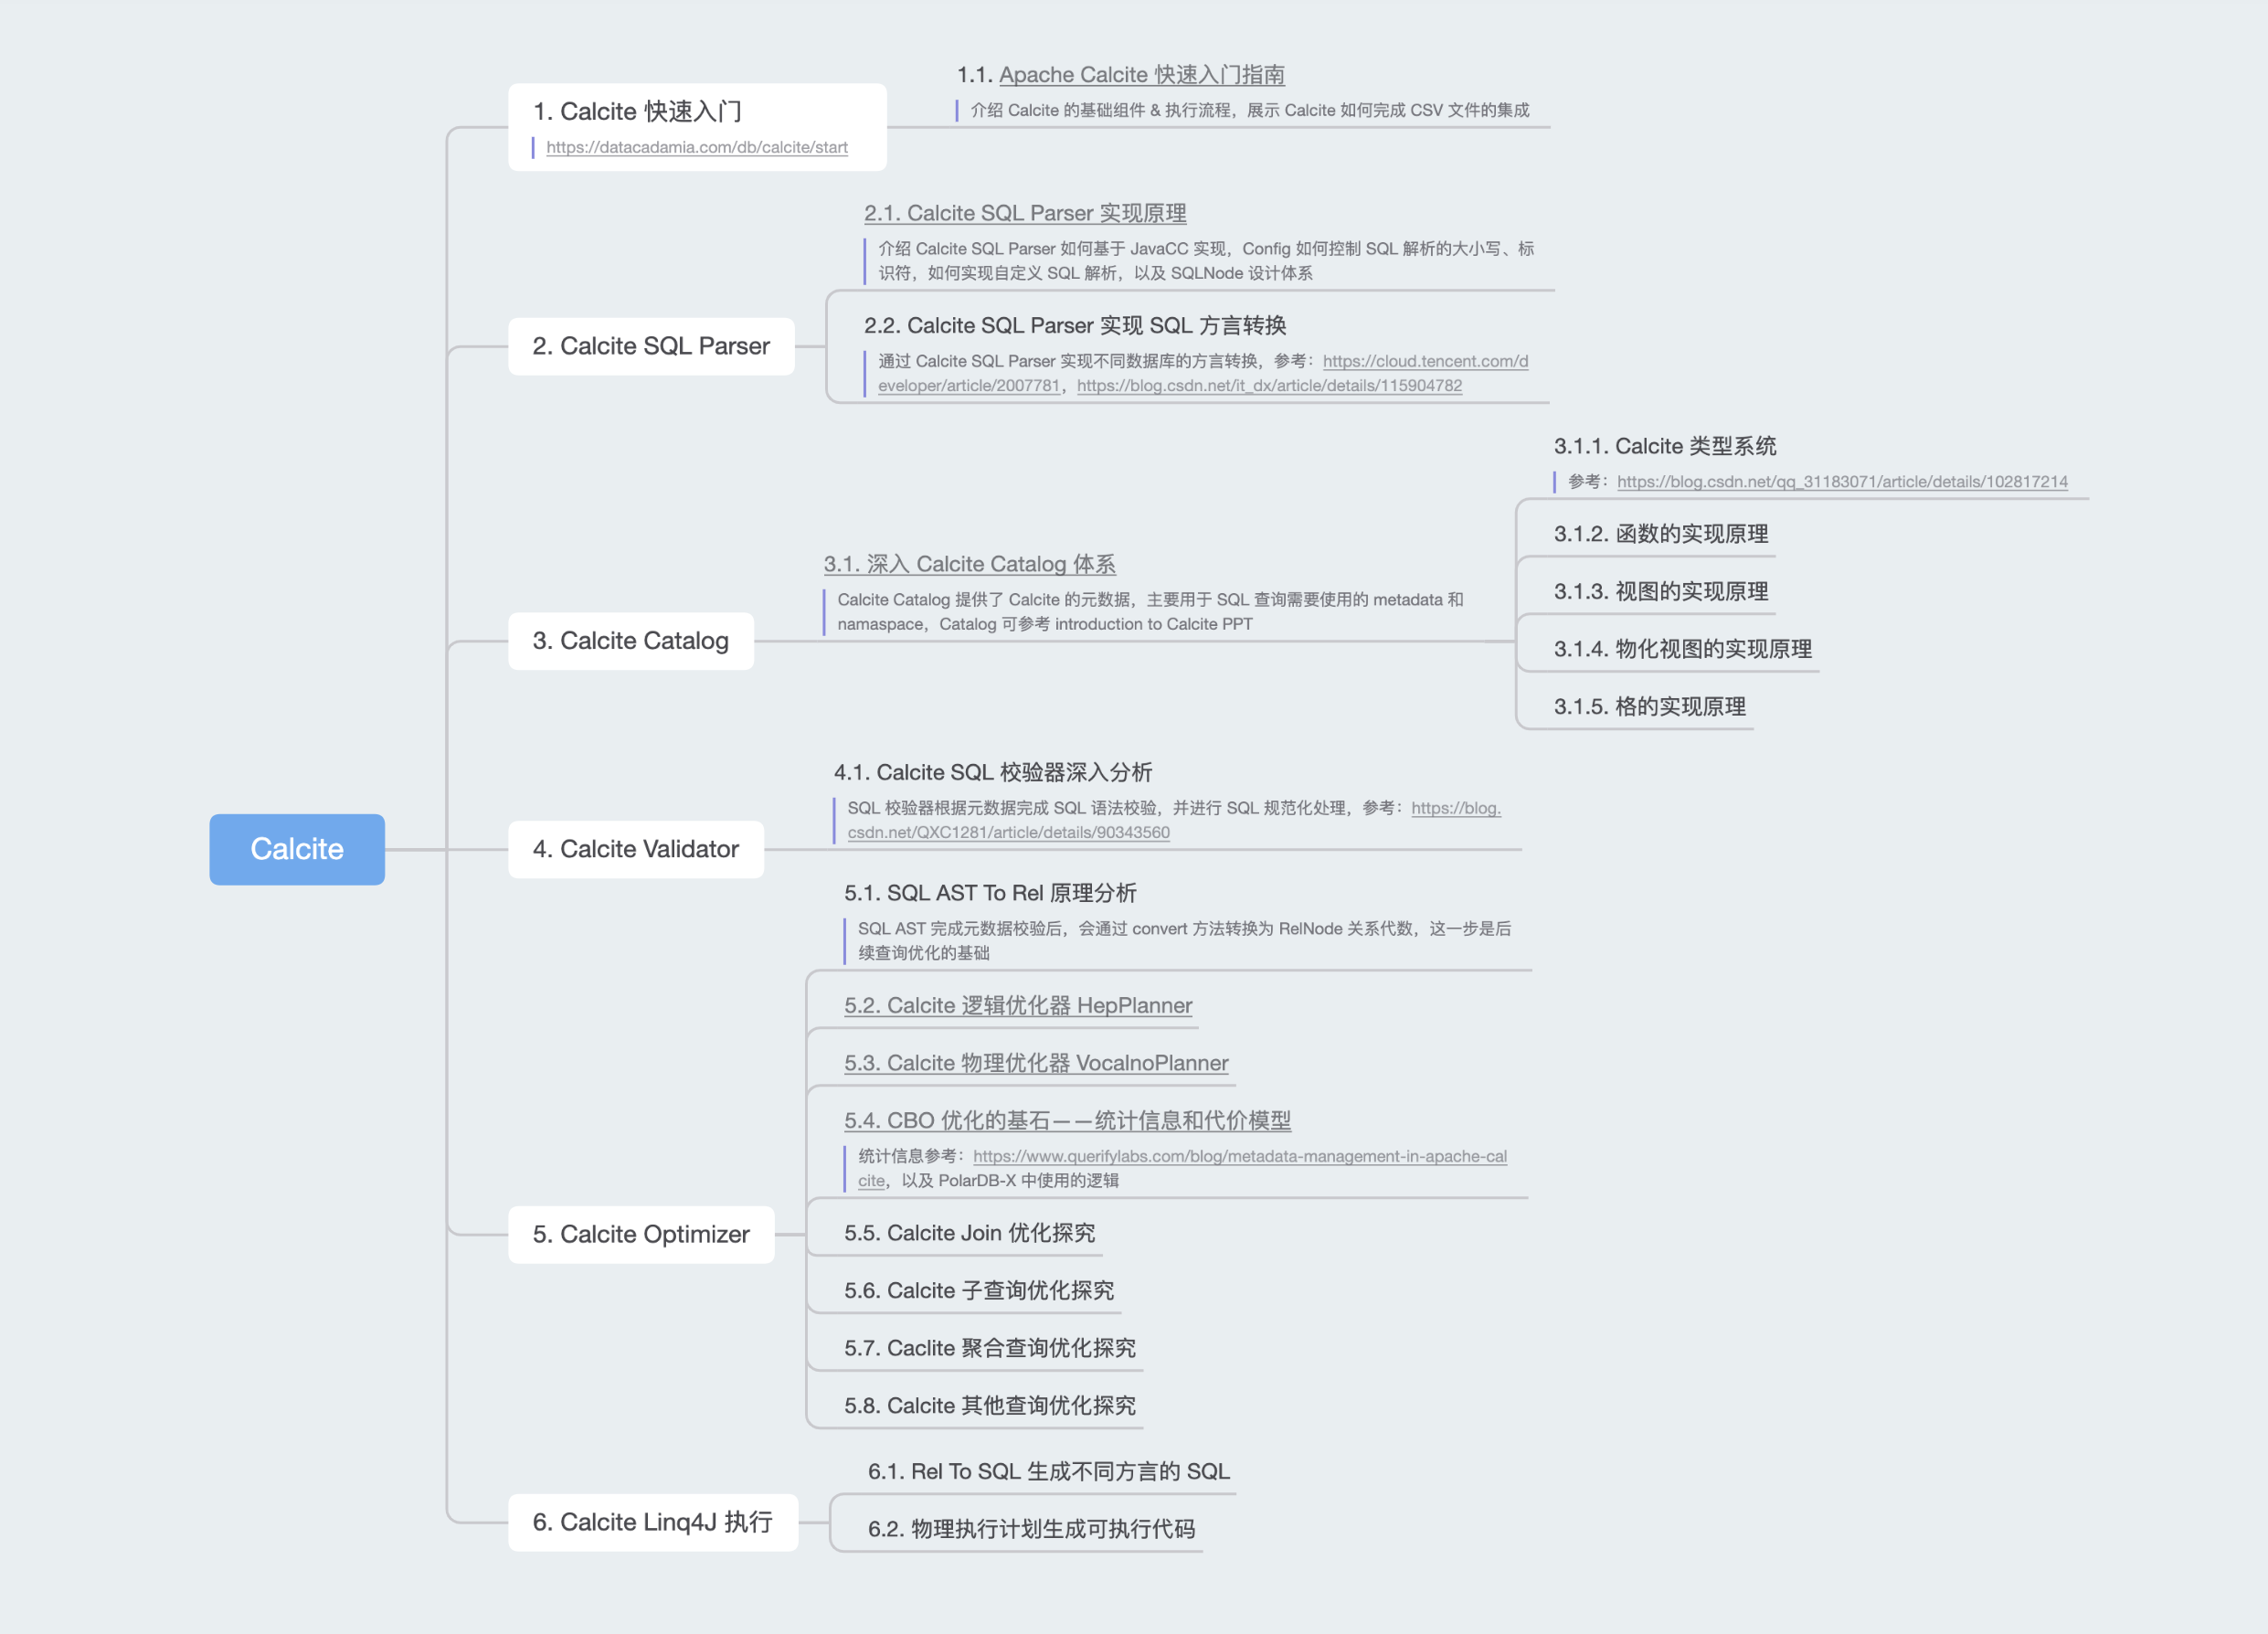 Calcite
1. Calcite 快速入门
https://datacadamia.com/db/calcite/start
1.1. Apache Calcite 快速入门指南
介绍 Calcite 的基础组件 & 执行流程，展示 Calcite 如何完成 CSV 文件的集成
2. Calcite SQL Parser
2.1. Calcite SQL Parser 实现原理
介绍 Calcite SQL Parser 如何基于 JavaCC 实现，Config 如何控制 SQL 解析的大小写、标
识符，如何实现自定义 SQL 解析，以及 SQLNode 设计体系
2.2. Calcite SQL Parser 实现 SQL 方言转换
通过 Calcite SQL Parser 实现不同数据库的方言转换，参考：https://cloud.tencent.com/d
eveloper/article/2007781，https://blog.csdn.net/it_dx/article/details/115904782
3. Calcite Catalog
3.1. 深入 Calcite Catalog 体系
Calcite Catalog 提供了 Calcite 的元数据，主要用于 SQL 查询需要使用的 metadata 和
namaspace，Catalog 可参考 introduction to Calcite PPT
3.1.1. Calcite 类型系统
参考：https://blog.csdn.net/qq_31183071/article/details/102817214
3.1.2. 函数的实现原理
3.1.3. 视图的实现原理
3.1.4. 物化视图的实现原理
3.1.5. 格的实现原理
4. Calcite Validator
4.1. Calcite SQL 校验器深入分析
SQL 校验器根据元数据完成 SQL 语法校验，并进行 SQL 规范化处理，参考：https://blog.
csdn.net/QXC1281/article/details/90343560
5. Calcite Optimizer
5.1. SQL AST To Rel 原理分析
SQL AST 完成元数据校验后，会通过 convert 方法转换为 RelNode 关系代数，这一步是后
续查询优化的基础
5.2. Calcite 逻辑优化器 HepPlanner
5.3. Calcite 物理优化器 VocalnoPlanner
5.4. CBO 优化的基石——统计信息和代价模型
统计信息参考：https://www.querifylabs.com/blog/metadata-management-in-apache-cal
cite，以及 PolarDB-X 中使用的逻辑
5.5. Calcite Join 优化探究
5.6. Calcite 子查询优化探究
5.7. Caclite 聚合查询优化探究
5.8. Calcite 其他查询优化探究
6. Calcite Linq4J 执行
6.1. Rel To SQL 生成不同方言的 SQL
6.2. 物理执行计划生成可执行代码